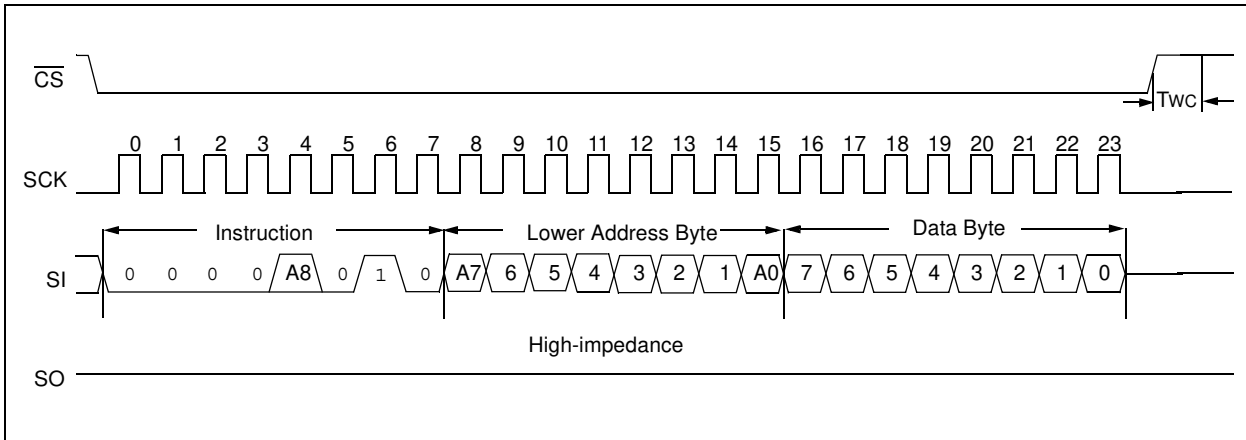 CS
TWC
0 1 2 3 4 5 6 7 8 9 10 11 12 13 14 15 16 17 18 19 20 21 22 23
SCK
Instruction Lower Address Byte Data Byte
SI 0 0 0 0 A8 0 1 0 A7 6 5 4 3 2 1 A0 7 6 5 4 3 2 1 0
High-impedance
SO